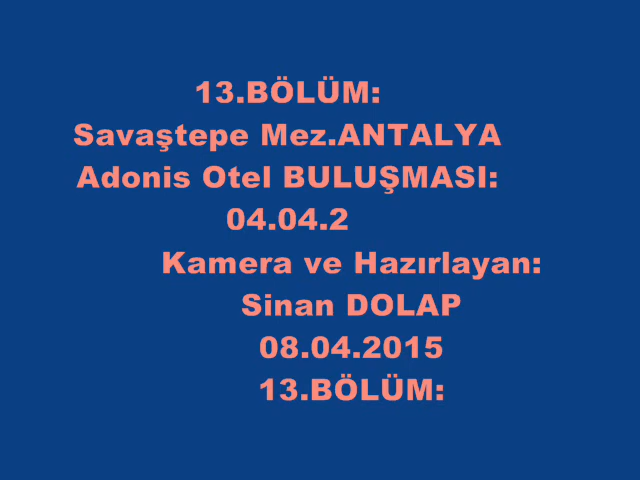 13.BÖLÜM:
Savaştepe Mez.ANTALYA
Adonis Otel BULUŞMASI:
04.04.2
Kamera ve Hazırlayan:
Sinan DOLAP
08.04.2015
13.BÖLÜM: